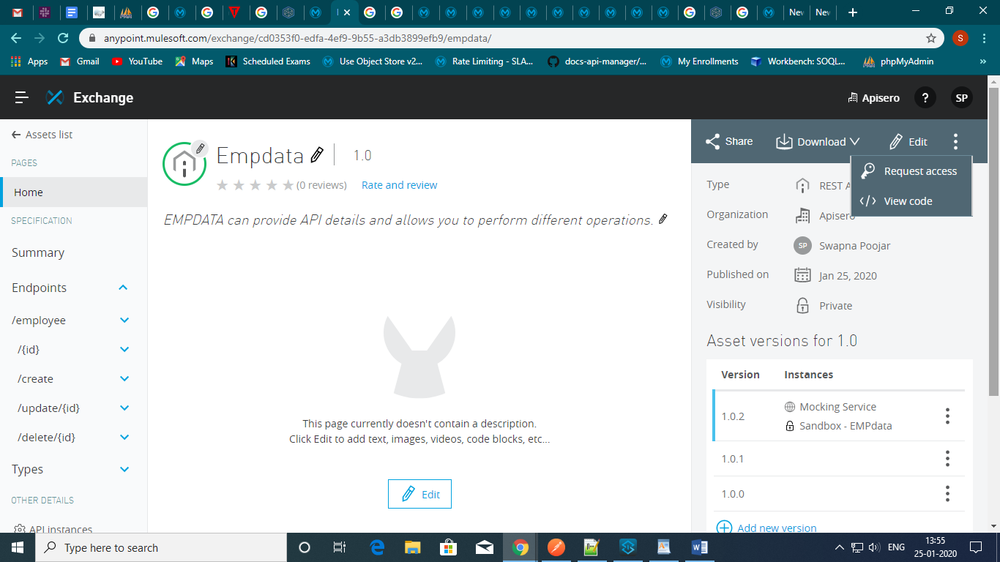 New
New
anypoint.mulesoft.com/exchange/cd0353f0-edfa-4ef9-9b55-a3db3899efb9/empdata/
S
Apps
Gmail
YouTube
Maps
Scheduled Exams
Use Object Store v2...
Rate Limiting - SLA...
docs-api-manager/...
My Enrollments
Workbench: SOQL...
phpMyAdmin
»
Exchange
Apisero
?
SP
Assets list
PAGES
Home
SPECIFICATION
Summary
Endpoints
/employee
/{id}
/create
/update/{id}
/delete/{id}
Types
OTHER DETAILS
API instances
Empdata
1.0
(0 reviews)
Rate and review
EMPDATA can provide API details and allows you to perform different operations.
This page currently doesn't contain a description.
Click Edit to add text, images, videos, code blocks, etc...
Edit
Share
Download
Edit
Request access
View code
Type
REST A
Organization
Apisero
Created by
SP
Swapna Poojar
Published on
Jan 25, 2020
Visibility
Private
Asset versions for 1.0
Version Instances
1.0.2
Mocking Service
Sandbox - EMPdata
1.0.1
1.0.0
Add new version
Type here to search
ENG
13:55
25-01-2020